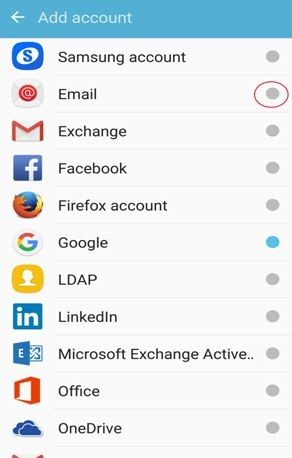 Add account
Samsung account
Email
Exchange
Facebook
Firefox account
Google
LDAP
LinkedIn
Microsoft Exchange Active..
Office
OneDrive